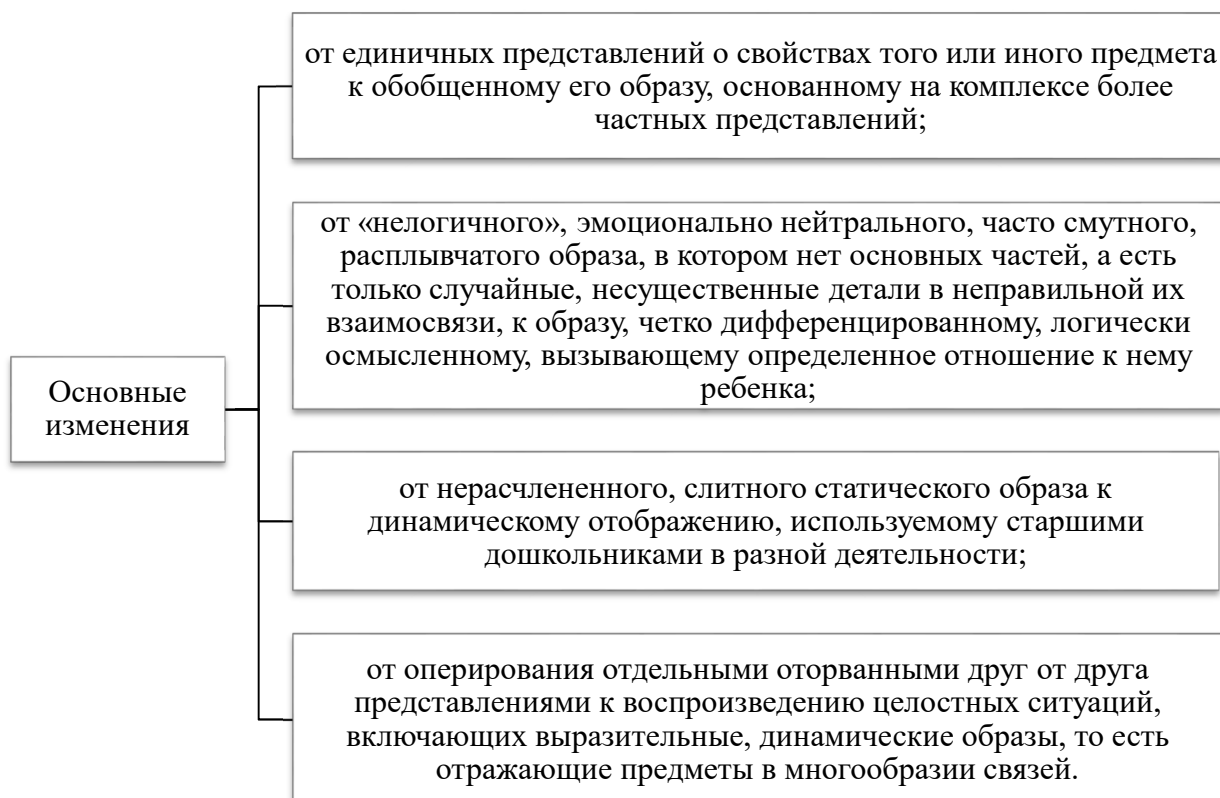 от единичных представлений о свойствах того или иного предмета
к обобщенному его образу, основанному на комплексе более
частных представлений;
от «нелогичного», эмоционально нейтрального, часто смутного,
расплывчатого образа, в котором нет основных частей, а есть
только случайные, несущественные детали в неправильной их
взаимосвязи, к образу, четко дифференцированному, логически
осмысленному, вызывающему определенное отношение к нему
ребенка;
Основные
изменения
от нерасчлененного, слитного статического образа к
динамическому отображению, используемому старшими
дошкольниками в разной деятельности;
от оперирования отдельными оторванными друг от друга
представлениями к воспроизведению целостных ситуаций,
включающих выразительные, динамические образы, то есть
отражающие предметы в многообразии связей.